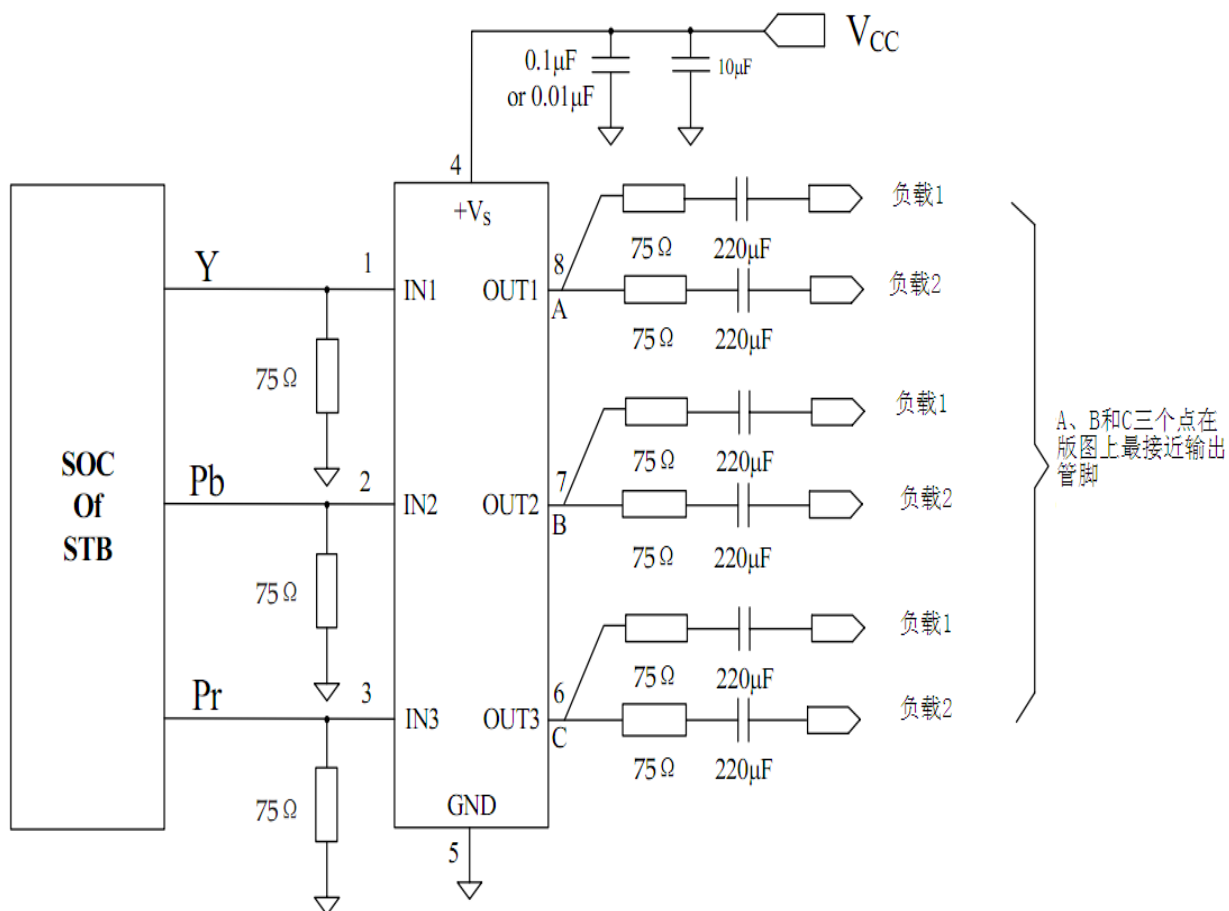 V_CC
0.1μF
or 0.01μF
10μF
4
+V_S
负载1
75Ω
220μF
Y
1
IN1
OUT1
8
A
负载2
75Ω
220μF
75Ω
负载1
75Ω
220μF
SOC
Of
STB
Pb
2
IN2
OUT2
7
B
负载2
75Ω
220μF
75Ω
A、B和C三个点在
版图上最接近输出
管脚
负载1
75Ω
220μF
Pr
3
IN3
OUT3
6
C
负载2
75Ω
220μF
75Ω
GND
5